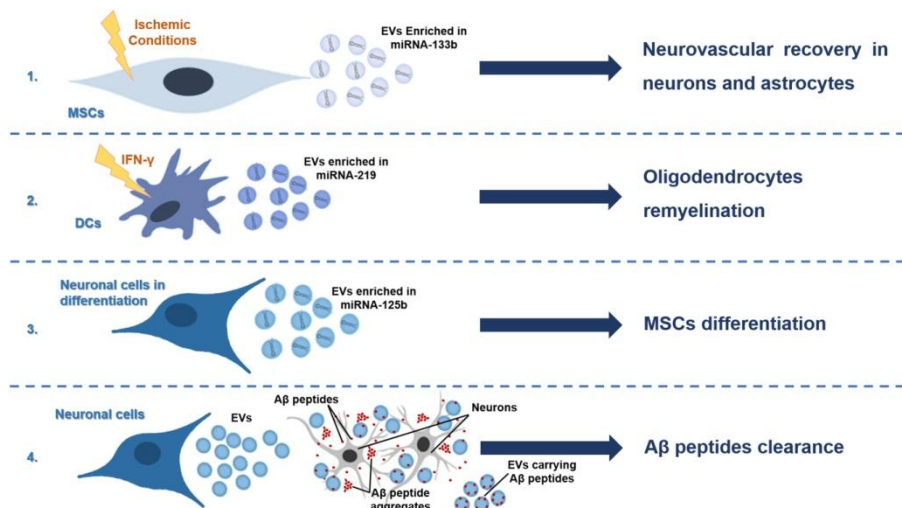 Ischemic
Conditions
EVs Enriched in
miRNA-133b
1.
MSCs
Neurovascular recovery in
neurons and astrocytes
IFN-γ
EVs enriched in
miRNA-219
2.
DCs
Oligodendrocytes
remyelination
Neuronal cells in
differentiation
EVs enriched in
miRNA-125b
3.
MSCs differentiation
Neuronal cells
EVs
Aβ peptides
Neurons
4.
Aβ peptide
aggregates
EVs carrying
Aβ peptides
Aβ peptides clearance